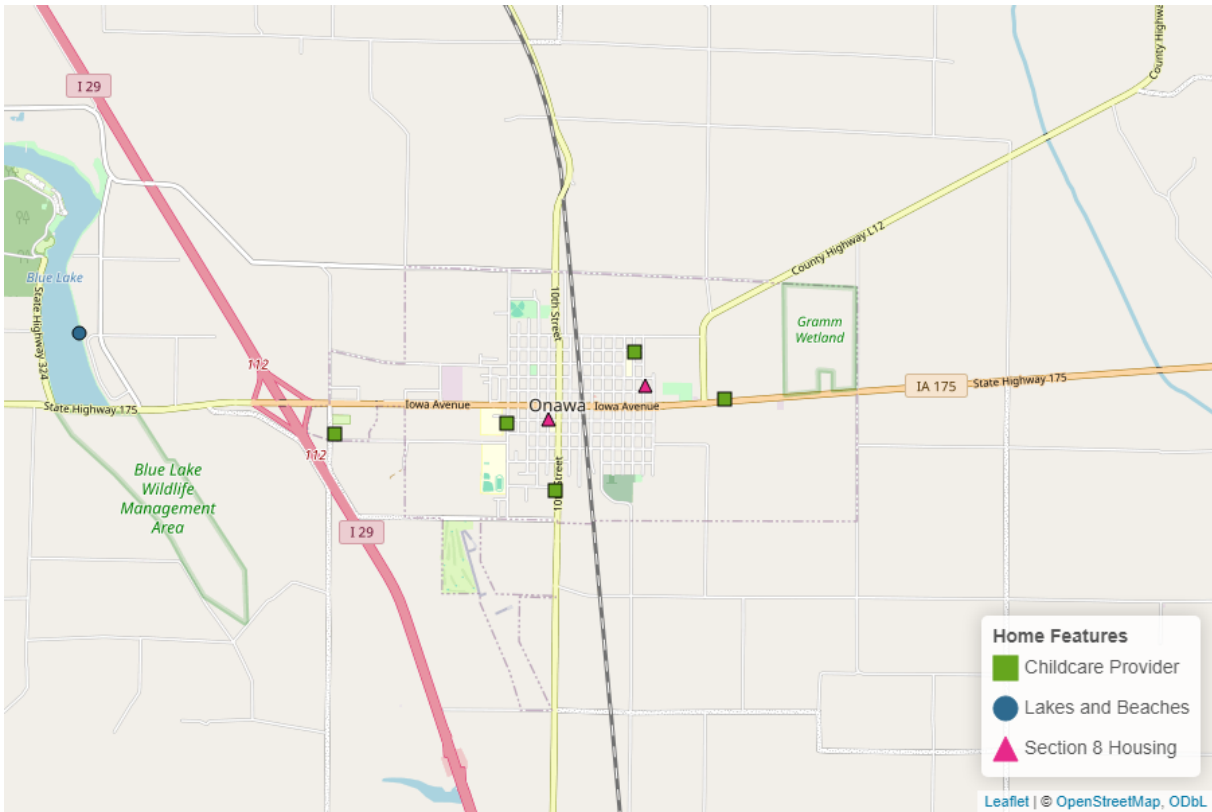 I 29
County Highway
County Highway L12
10th Street
Blue Lake
State Highway 324
Gramm
Wetland
112
IA 175
State Highway 175
State Highway 175
Iowa Avenue
Onawa
Iowa Avenue
112
Blue Lake
Wildlife
Management
Area
10th Street
I 29
Home Features
Childcare Provider
Lakes and Beaches
Section 8 Housing
Leaflet | © OpenStreetMap, ODbL